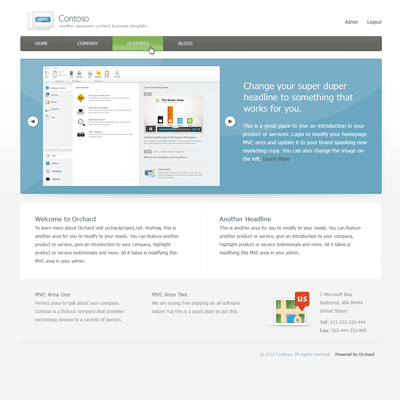 LOGO
Contoso
another awesome orchard business template
Admin Logout
HOME COMPANY FEATURES BLOGS
Change your super duper
headline to something that
works for you.
This is a great place to give an introduction to your
product or services. Login to modify your homepage
MVC area and update it to your brand spanking new
marketing copy. You can also change the image on
the left. Learn More
Welcome to Orchard
To learn more about Orchard visit orchardproject.net. Anyhow, this is
another area for you to modify to your needs. You can feature another
product or service, give an introduction to your company, highlight
product or service testimonials and more. All it takes is modifying this
MVC area in your admin.
Another Headline
This is another area for you to modify to your needs. You can feature
another product or service, give an introduction to your company,
highlight product or service testimonials and more. All it takes is
modifying this MVC area in your admin.
MVC Area One
Perfect place to talk about company.
Contoso is a fictious company that provides
technology devices to a variety of sectors.
MVC Area Two
We are saving free shipping on all software
today! Yup this is a good place to put this.
US
1 Microsoft Way
Redmond, WA 98044
United States
Tel: 111-222-333-444
Fax: 555-444-333-999
© 2010 Contoso, All rights reserved. Powered by Orchard